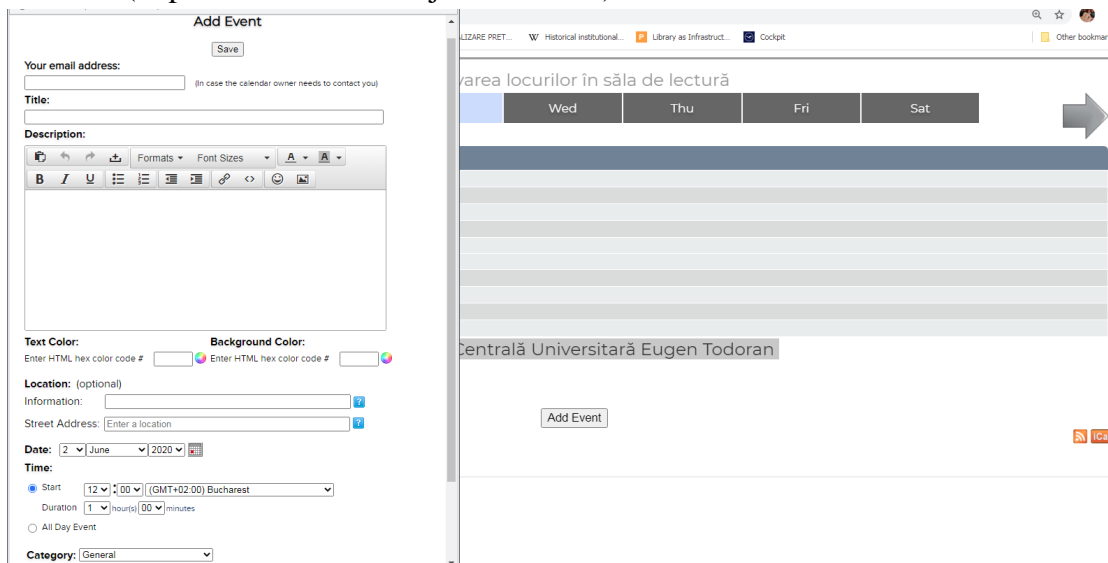 Add Event
Save
Your email address:
(In case the calendar owner needs to contact you)
Title:
Description:
Formats
Font Sizes
A
A
B I U
Text Color:
Background Color:
Enter HTML hex color code #
Enter HTML hex color code #
Location: (optional)
Information:
?
Street Address: Enter a location
?
Date: 2 June 2020
Time:
Start 12 : 00 (GMT+02:00) Bucharest
Duration 1 hour(s) 00 minutes
All Day Event
Category: General
ALIZARE PRET...
W Historical institutional...
Library as Infrastruct...
Cockpit
Other bookmar
varea locurilor în săla de lectură
Wed
Thu
Fri
Sat
Centrală Universitară Eugen Todoran
Add Event
iCa